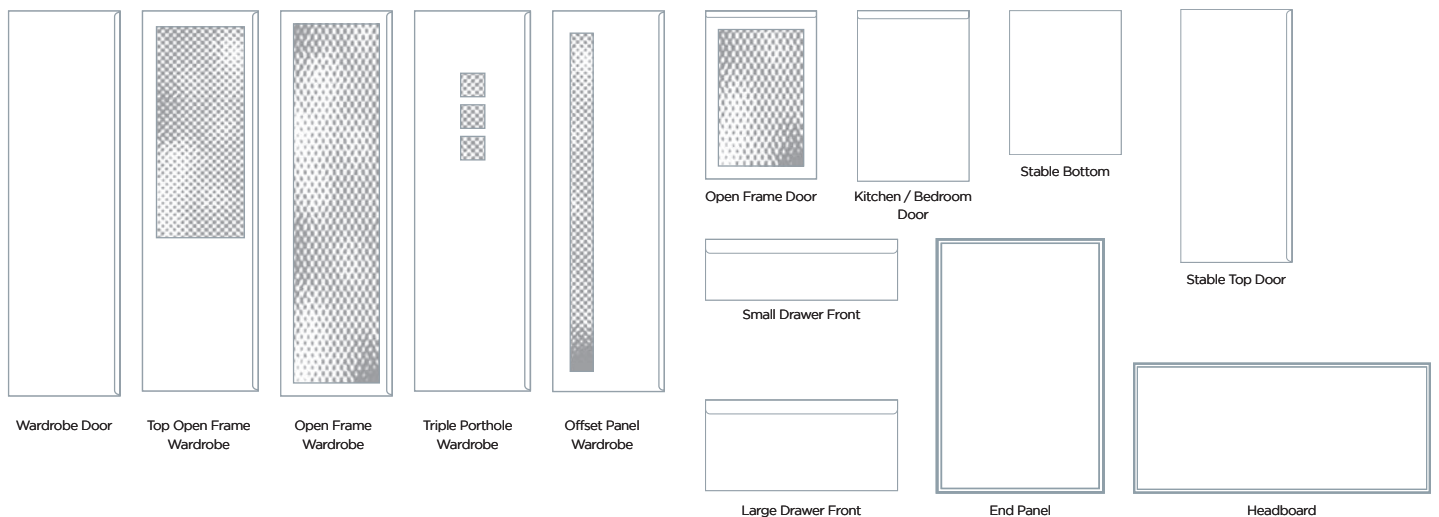 Wardrobe Door
Top Open Frame
Wardrobe
Open Frame
Wardrobe
Triple Porthole
Wardrobe
Offset Panel
Wardrobe
Open Frame Door
Kitchen / Bedroom
Door
Stable Bottom
Stable Top Door
Small Drawer Front
Large Drawer Front
End Panel
Headboard